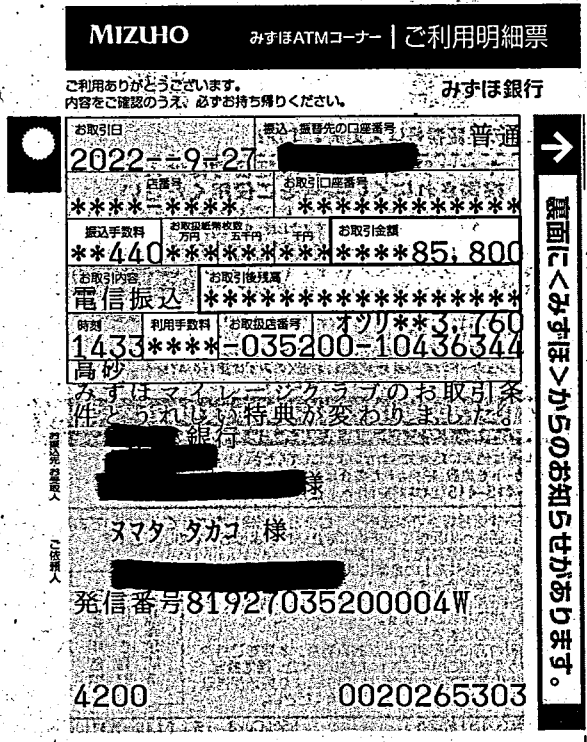 MIZUHO みずほATMコーナー ご利用明細票
ご利用ありがとうございます。
内容をご確認のうえ、必ずお持ち帰りください。
みずほ銀行
お取引日 振込・振替先の口座番号
2022--9-27 普通
店番号 お取引口座番号
****-**** ***********
振込手数料 お取扱紙幣枚数 お取引金額
万円 五千円 千円
**440******* ****85,800
お取引内容 お取引後残高
電信振込 *****************
時刻 利用手数料 お取扱店番号 オツリ**3,760
1433****-035200-10436344
高砂
みずほマイレージクラブのお取引条
件とうれしい特典が変わりました。
銀行
お振込先 お受取人
様
ご依頼人
ヌマタ タカコ 様
発信番号81927035200004W
4200 0020265303
裏面に<みずほ>からのお知らせがあります。